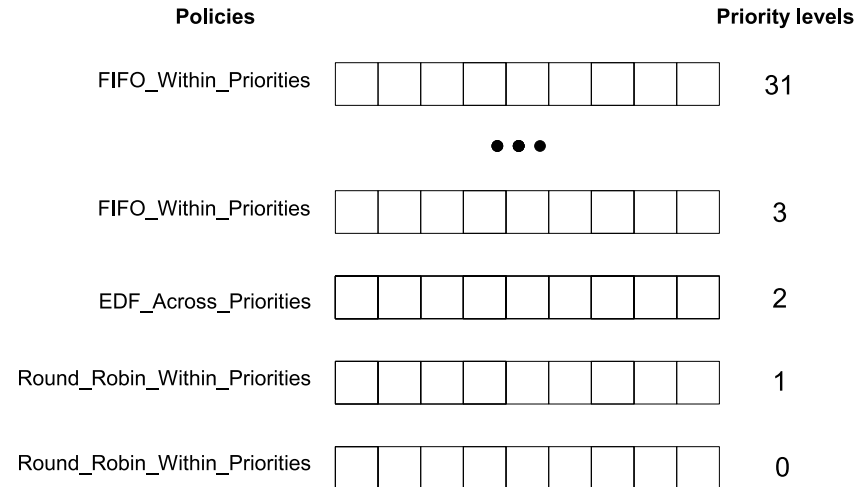 Policies Priority levels
FIFO_Within_Priorities 31
FIFO_Within_Priorities 3
EDF_Across_Priorities 2
Round_Robin_Within_Priorities 1
Round_Robin_Within_Priorities 0